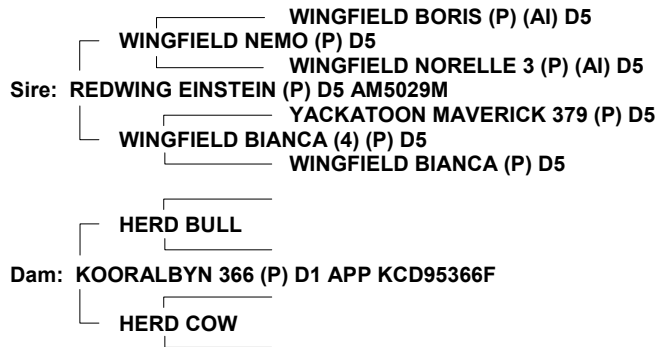 WINGFIELD BORIS (P) (AI) D5
WINGFIELD NEMO (P) D5
WINGFIELD NORELLE 3 (P) (AI) D5
Sire: REDWING EINSTEIN (P) D5 AM5029M
YACKATOON MAVERICK 379 (P) D5
WINGFIELD BIANCA (4) (P) D5
WINGFIELD BIANCA (P) D5
HERD BULL
Dam: KOORALBYN 366 (P) D1 APP KCD95366F
HERD COW